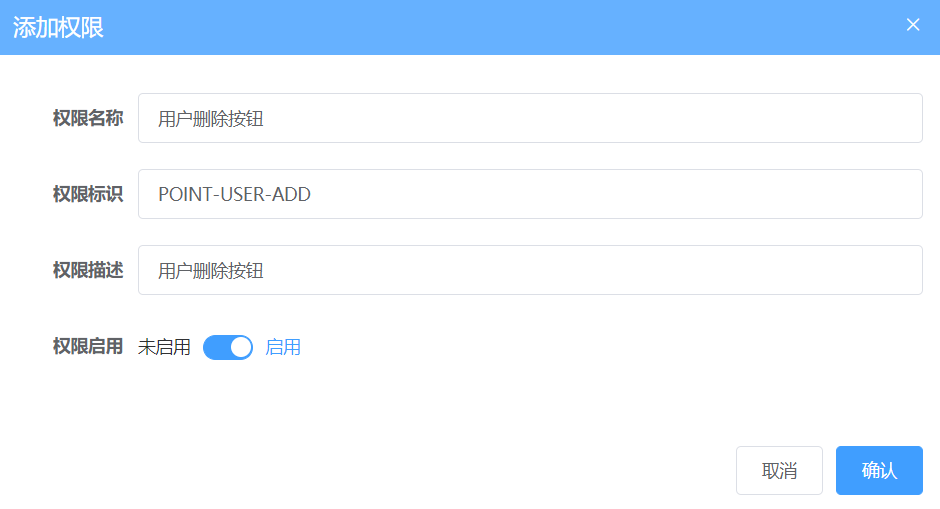 添加权限
权限名称 用户删除按钮
权限标识 POINT-USER-ADD
权限描述 用户删除按钮
权限启用 未启用 启用
取消 确认